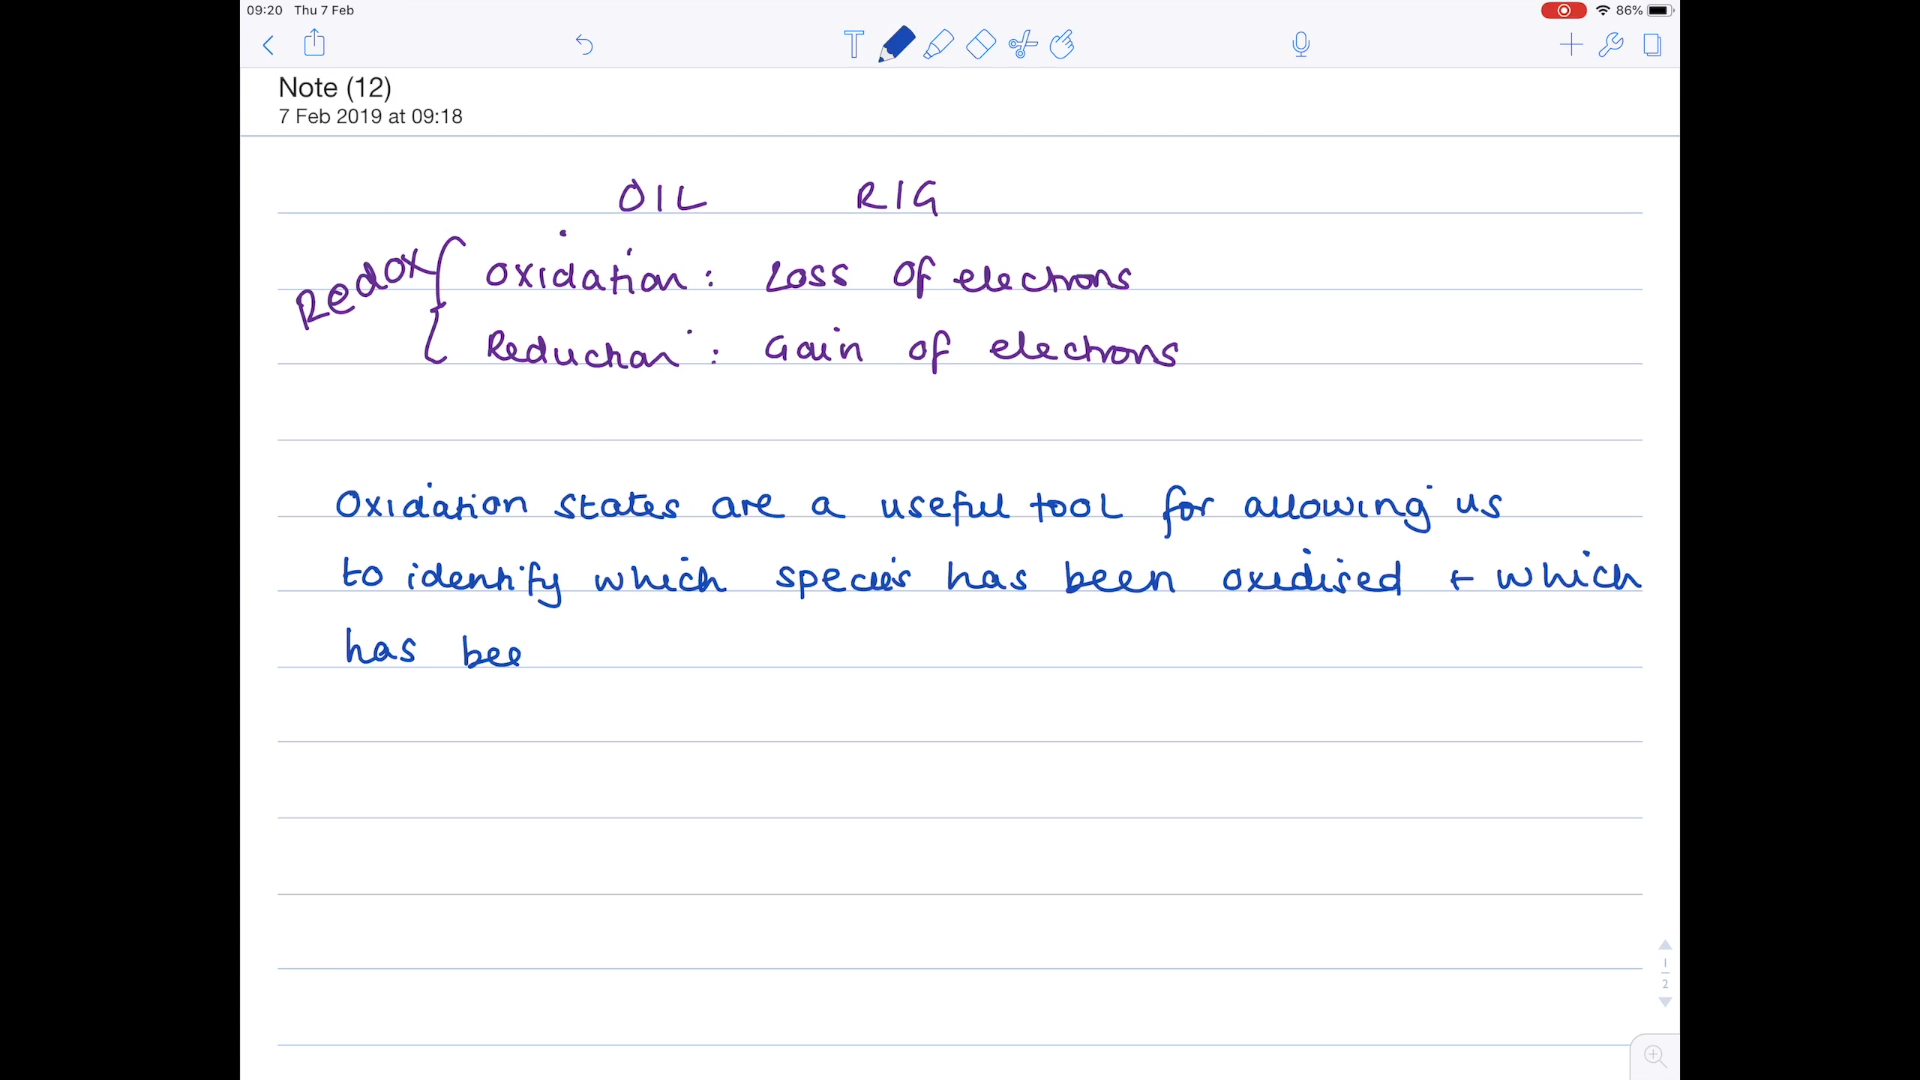 09:20 Thu 7 Feb 86%
Note (12)
7 Feb 2019 at 09:18
OIL RIG
Redox
Oxidation: Loss of electrons
Reduction: Gain of electrons
Oxidation states are a useful tool for allowing us
to identify which species has been oxidised + which
has bee
1
2